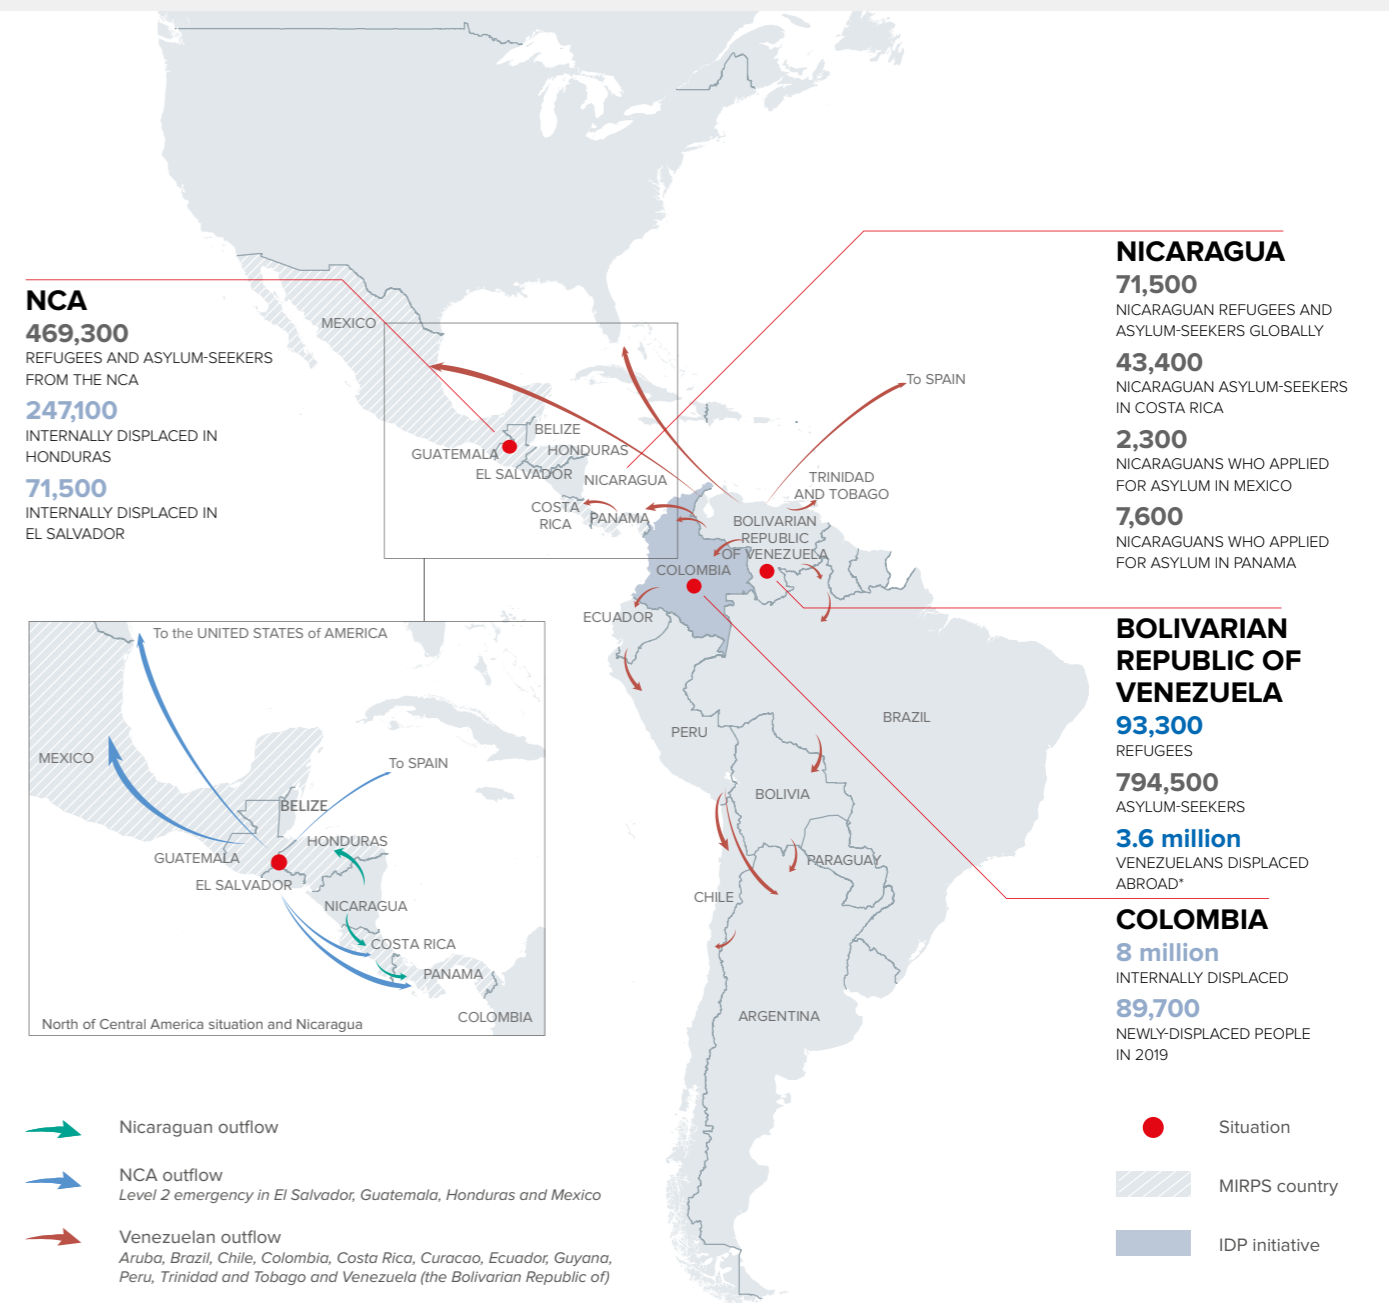 NCA
469,300
REFUGEES AND ASYLUM-SEEKERS
FROM THE NCA
247,100
INTERNALLY DISPLACED IN
HONDURAS
71,500
INTERNALLY DISPLACED IN
EL SALVADOR
NICARAGUA
71,500
NICARAGUAN REFUGEES AND
ASYLUM-SEEKERS GLOBALLY
43,400
NICARAGUAN ASYLUM-SEEKERS
IN COSTA RICA
2,300
NICARAGUANS WHO APPLIED
FOR ASYLUM IN MEXICO
7,600
NICARAGUANS WHO APPLIED
FOR ASYLUM IN PANAMA
BOLIVARIAN
REPUBLIC OF
VENEZUELA
93,300
REFUGEES
794,500
ASYLUM-SEEKERS
3.6 million
VENEZUELANS DISPLACED
ABROAD*
COLOMBIA
8 million
INTERNALLY DISPLACED
89,700
NEWLY-DISPLACED PEOPLE
IN 2019
MEXICO
To SPAIN
BELIZE
GUATEMALA
HONDURAS
EL SALVADOR
NICARAGUA
TRINIDAD
AND TOBAGO
COSTA
RICA
PANAMA
BOLIVARIAN
REPUBLIC
OF VENEZUELA
COLOMBIA
ECUADOR
PERU
BRAZIL
BOLIVIA
PARAGUAY
CHILE
ARGENTINA
To the UNITED STATES of AMERICA
MEXICO
To SPAIN
BELIZE
HONDURAS
GUATEMALA
EL SALVADOR
NICARAGUA
COSTA RICA
PANAMA
COLOMBIA
North of Central America situation and Nicaragua
Nicaraguan outflow
NCA outflow
Level 2 emergency in El Salvador, Guatemala, Honduras and Mexico
Venezuelan outflow
Aruba, Brazil, Chile, Colombia, Costa Rica, Curacao, Ecuador, Guyana,
Peru, Trinidad and Tobago and Venezuela (the Bolivarian Republic of)
Situation
MIRPS country
IDP initiative